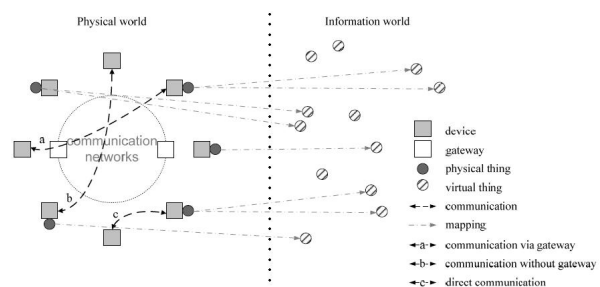 Physical world
Information world
a
communication
networks
b
c
device
gateway
physical thing
virtual thing
communication
mapping
a communication via gateway
b communication without gateway
c direct communication